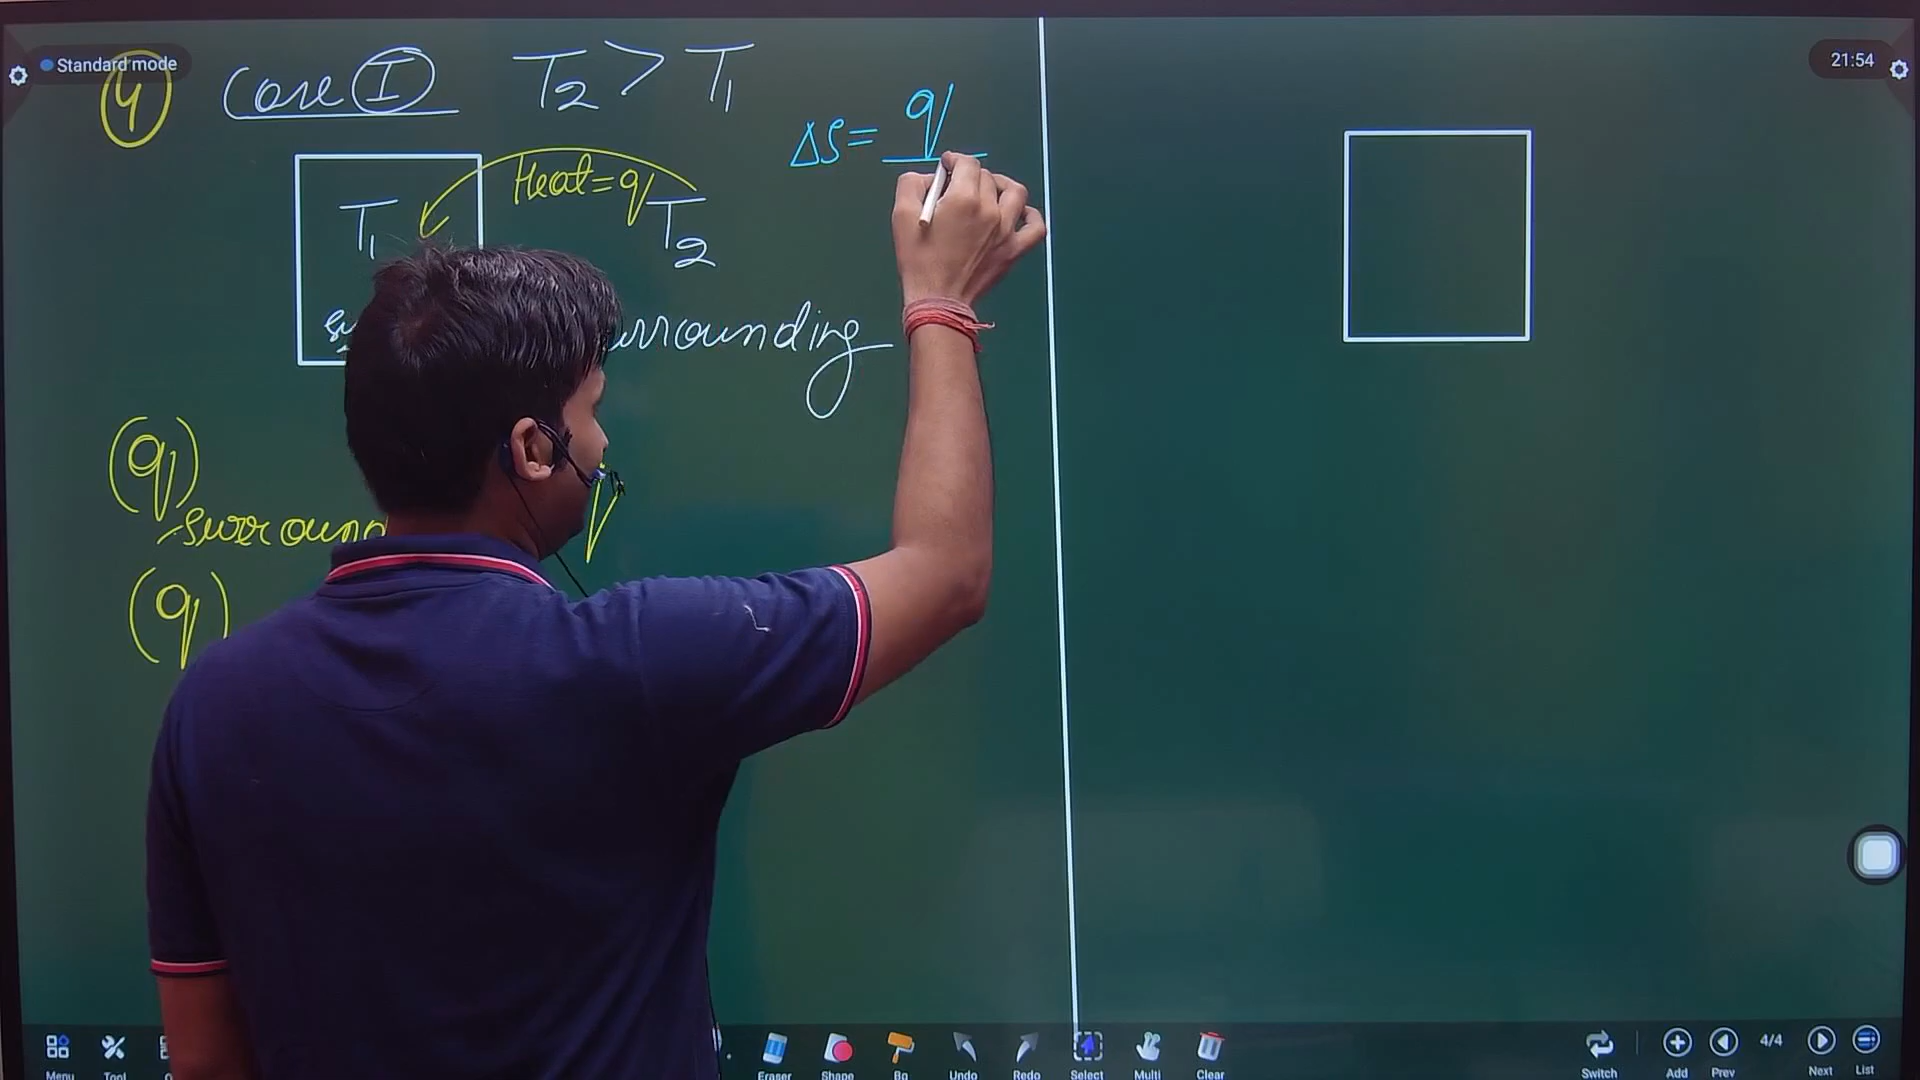 Standard mode
21:54
④ Case Ⅰ T₂ > T₁
ΔS = q
Heat = q
T₁ T₂
urrounding
(q)
q
surround
(q)
Menu Tool Eraser Shape Bg Undo Redo Select Multi Clear Switch Add Prev 4/4 Next List